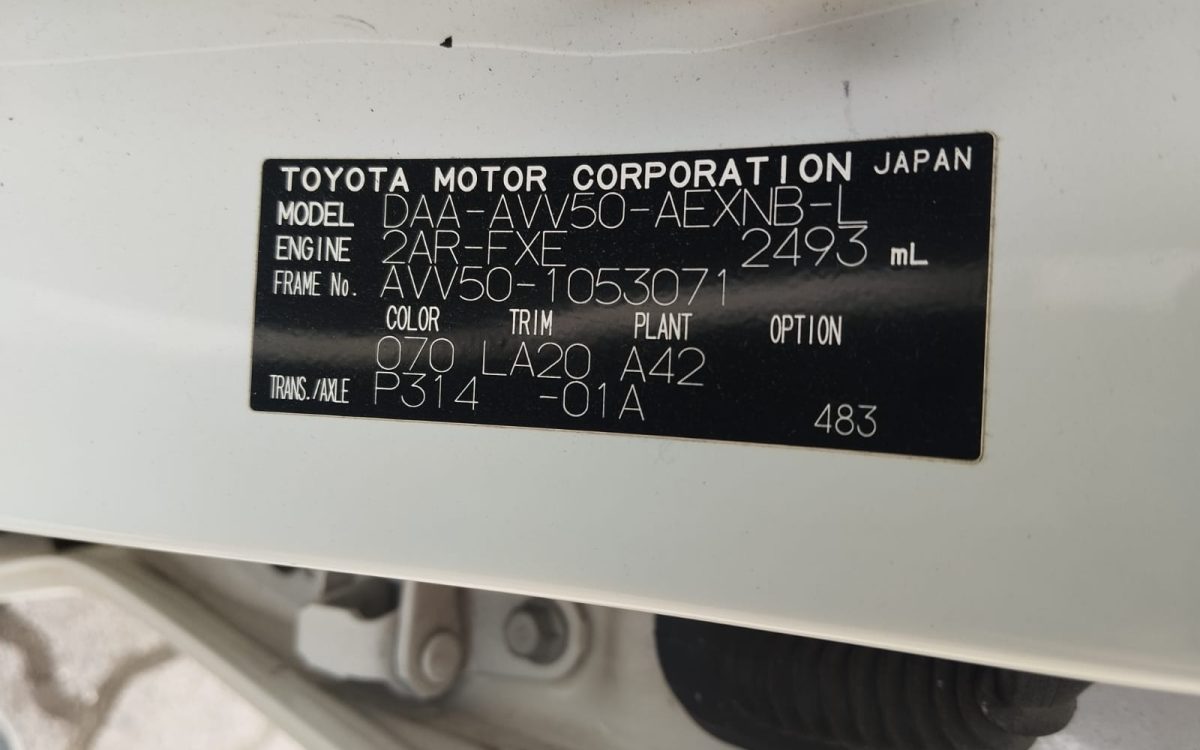 TOYOTA MOTOR CORPORATION JAPAN
MODEL DAA-AVV50-AEXNB-L
ENGINE 2AR-FXE 2493 mL
FRAME No. AVV50-1053071
COLOR TRIM PLANT OPTION
070 LA20 A42
TRANS./AXLE P314 -01A
483